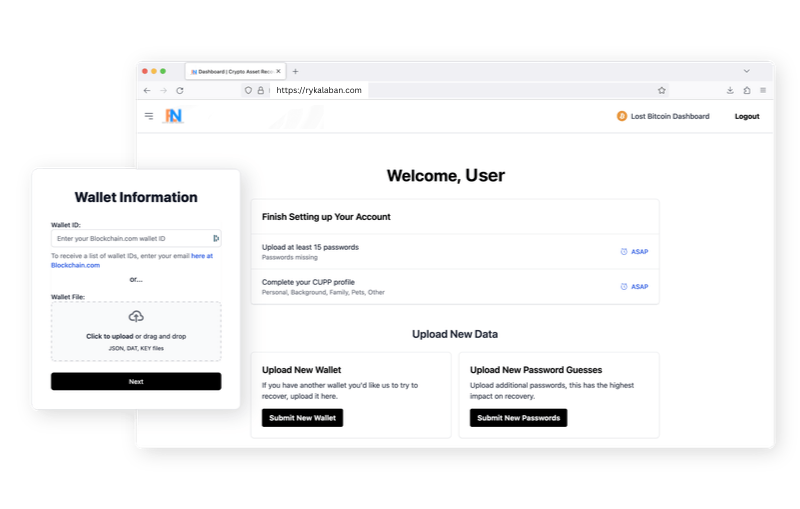 Dashboard | Crypto Asset Reco
https://rykalaban.com
RN
Lost Bitcoin Dashboard
Logout
Welcome, User
Finish Setting up Your Account
Upload at least 15 passwords
Passwords missing
ASAP
Complete your CUPP profile
Personal, Background, Family, Pets, Other
ASAP
Upload New Data
Upload New Wallet
If you have another wallet you'd like us to try to
recover, upload it here.
Submit New Wallet
Upload New Password Guesses
Upload additional passwords, this has the highest
impact on recovery.
Submit New Passwords
Wallet Information
Wallet ID:
Enter your Blockchain.com wallet ID
To receive a list of wallet IDs, enter your email here at
Blockchain.com
or...
Wallet File:
Click to upload or drag and drop
JSON, DAT, KEY files
Next